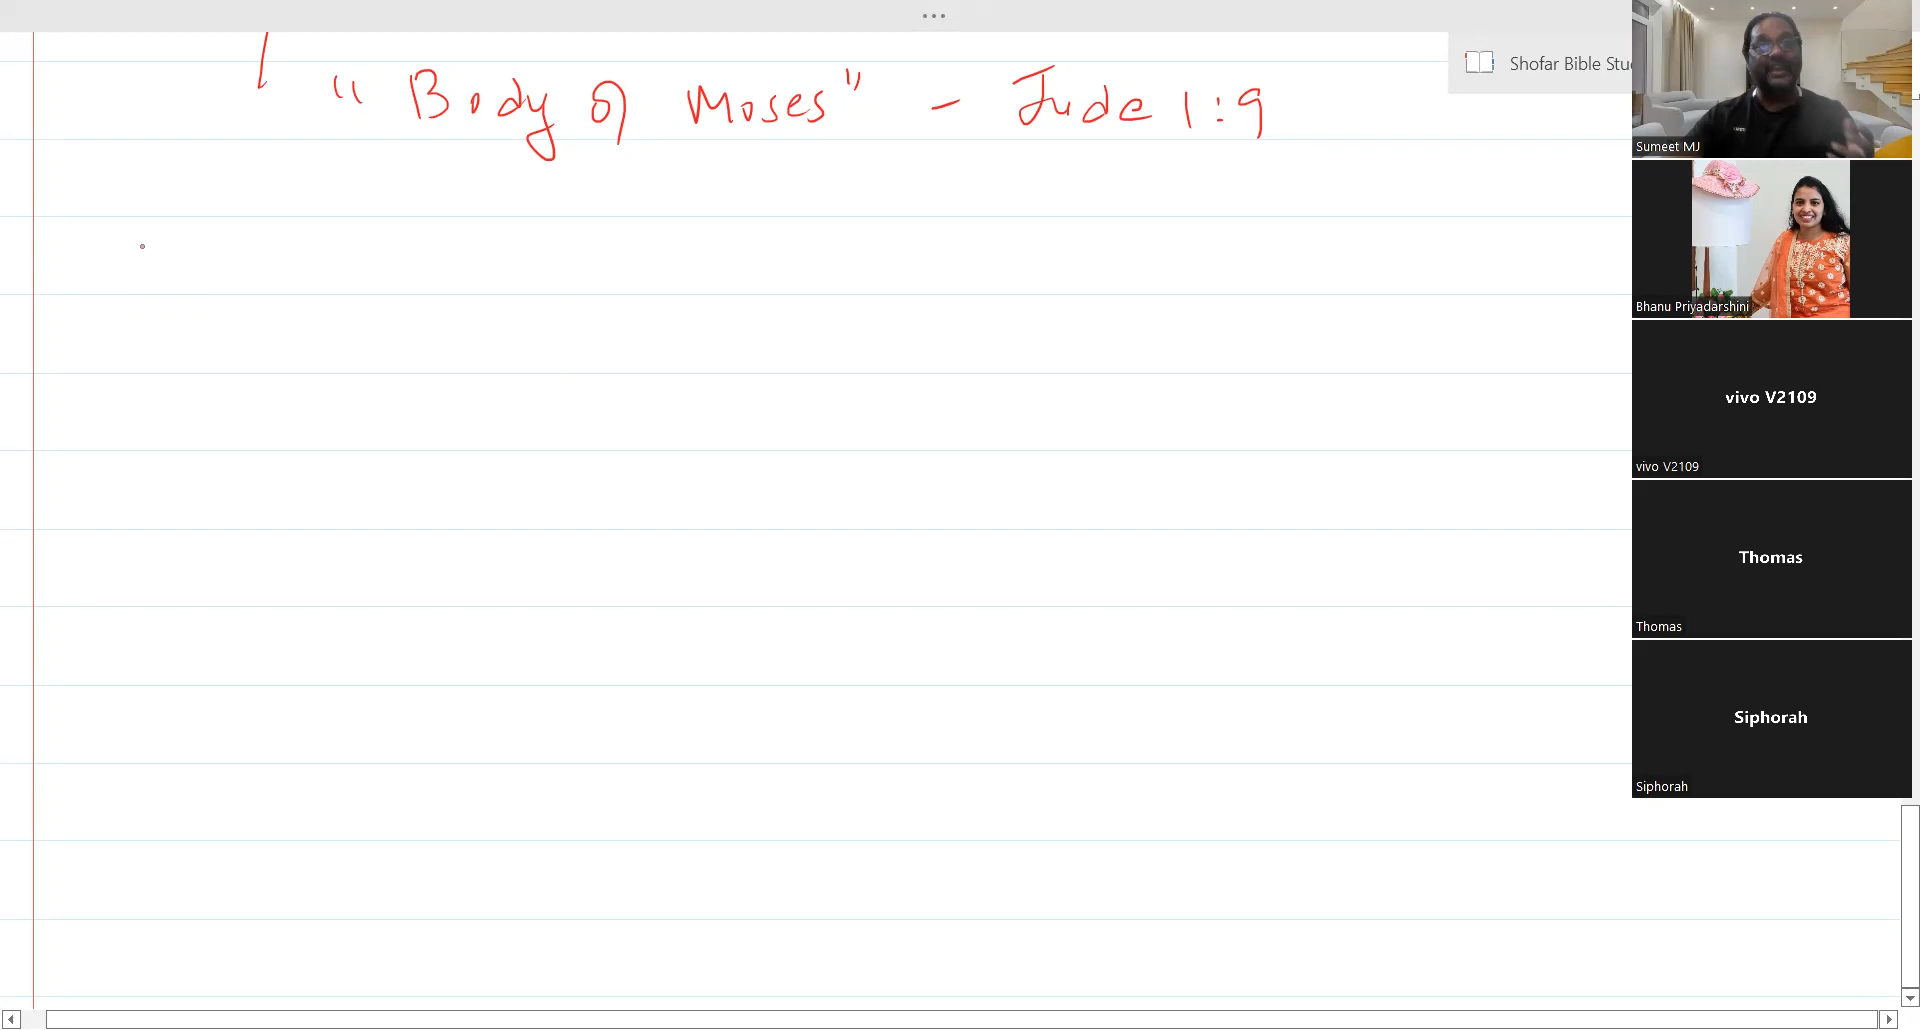 "Body of Moses" - Jude 1:9
Shofar Bible Stu
Sumeet MJ
Bhanu Priyadarshini
vivo V2109
vivo V2109
Thomas
Thomas
Siphorah
Siphorah